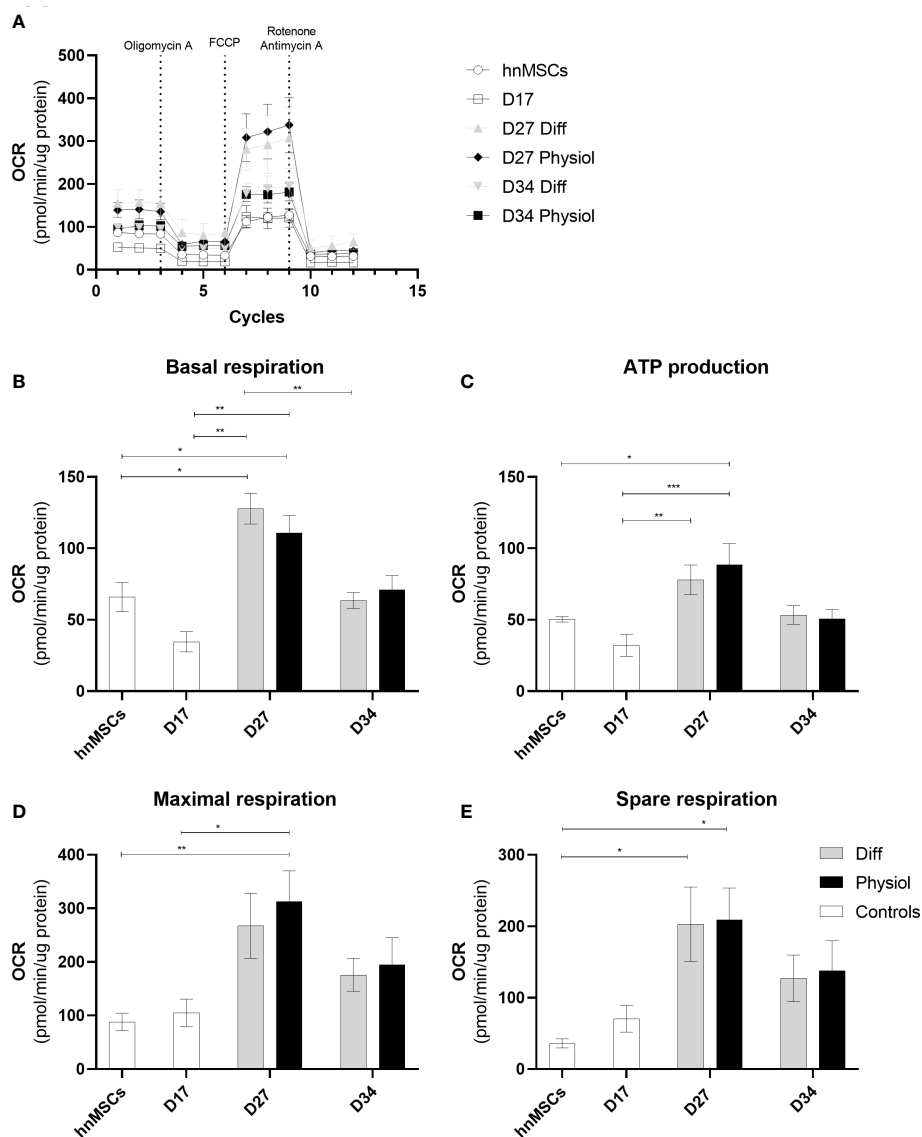 A
Oligomycin A
FCCP
Rotenone
Antimycin A
500
400
300
200
100
0
OCR
(pmol/min/ug protein)
0
5
10
15
Cycles
hnMSCs
D17
D27 Diff
D27 Physiol
D34 Diff
D34 Physiol
B
Basal respiration
**
**
**
*
*
150
100
50
0
OCR
(pmol/min/ug protein)
hnMSCs
D17
D27
D34
C
ATP production
*
***
**
150
100
50
0
OCR
(pmol/min/ug protein)
hnMSCs
D17
D27
D34
D
Maximal respiration
*
**
400
300
200
100
0
OCR
(pmol/min/ug protein)
hnMSCs
D17
D27
D34
E
Spare respiration
*
*
300
200
100
0
OCR
(pmol/min/ug protein)
hnMSCs
D17
D27
D34
Diff
Physiol
Controls